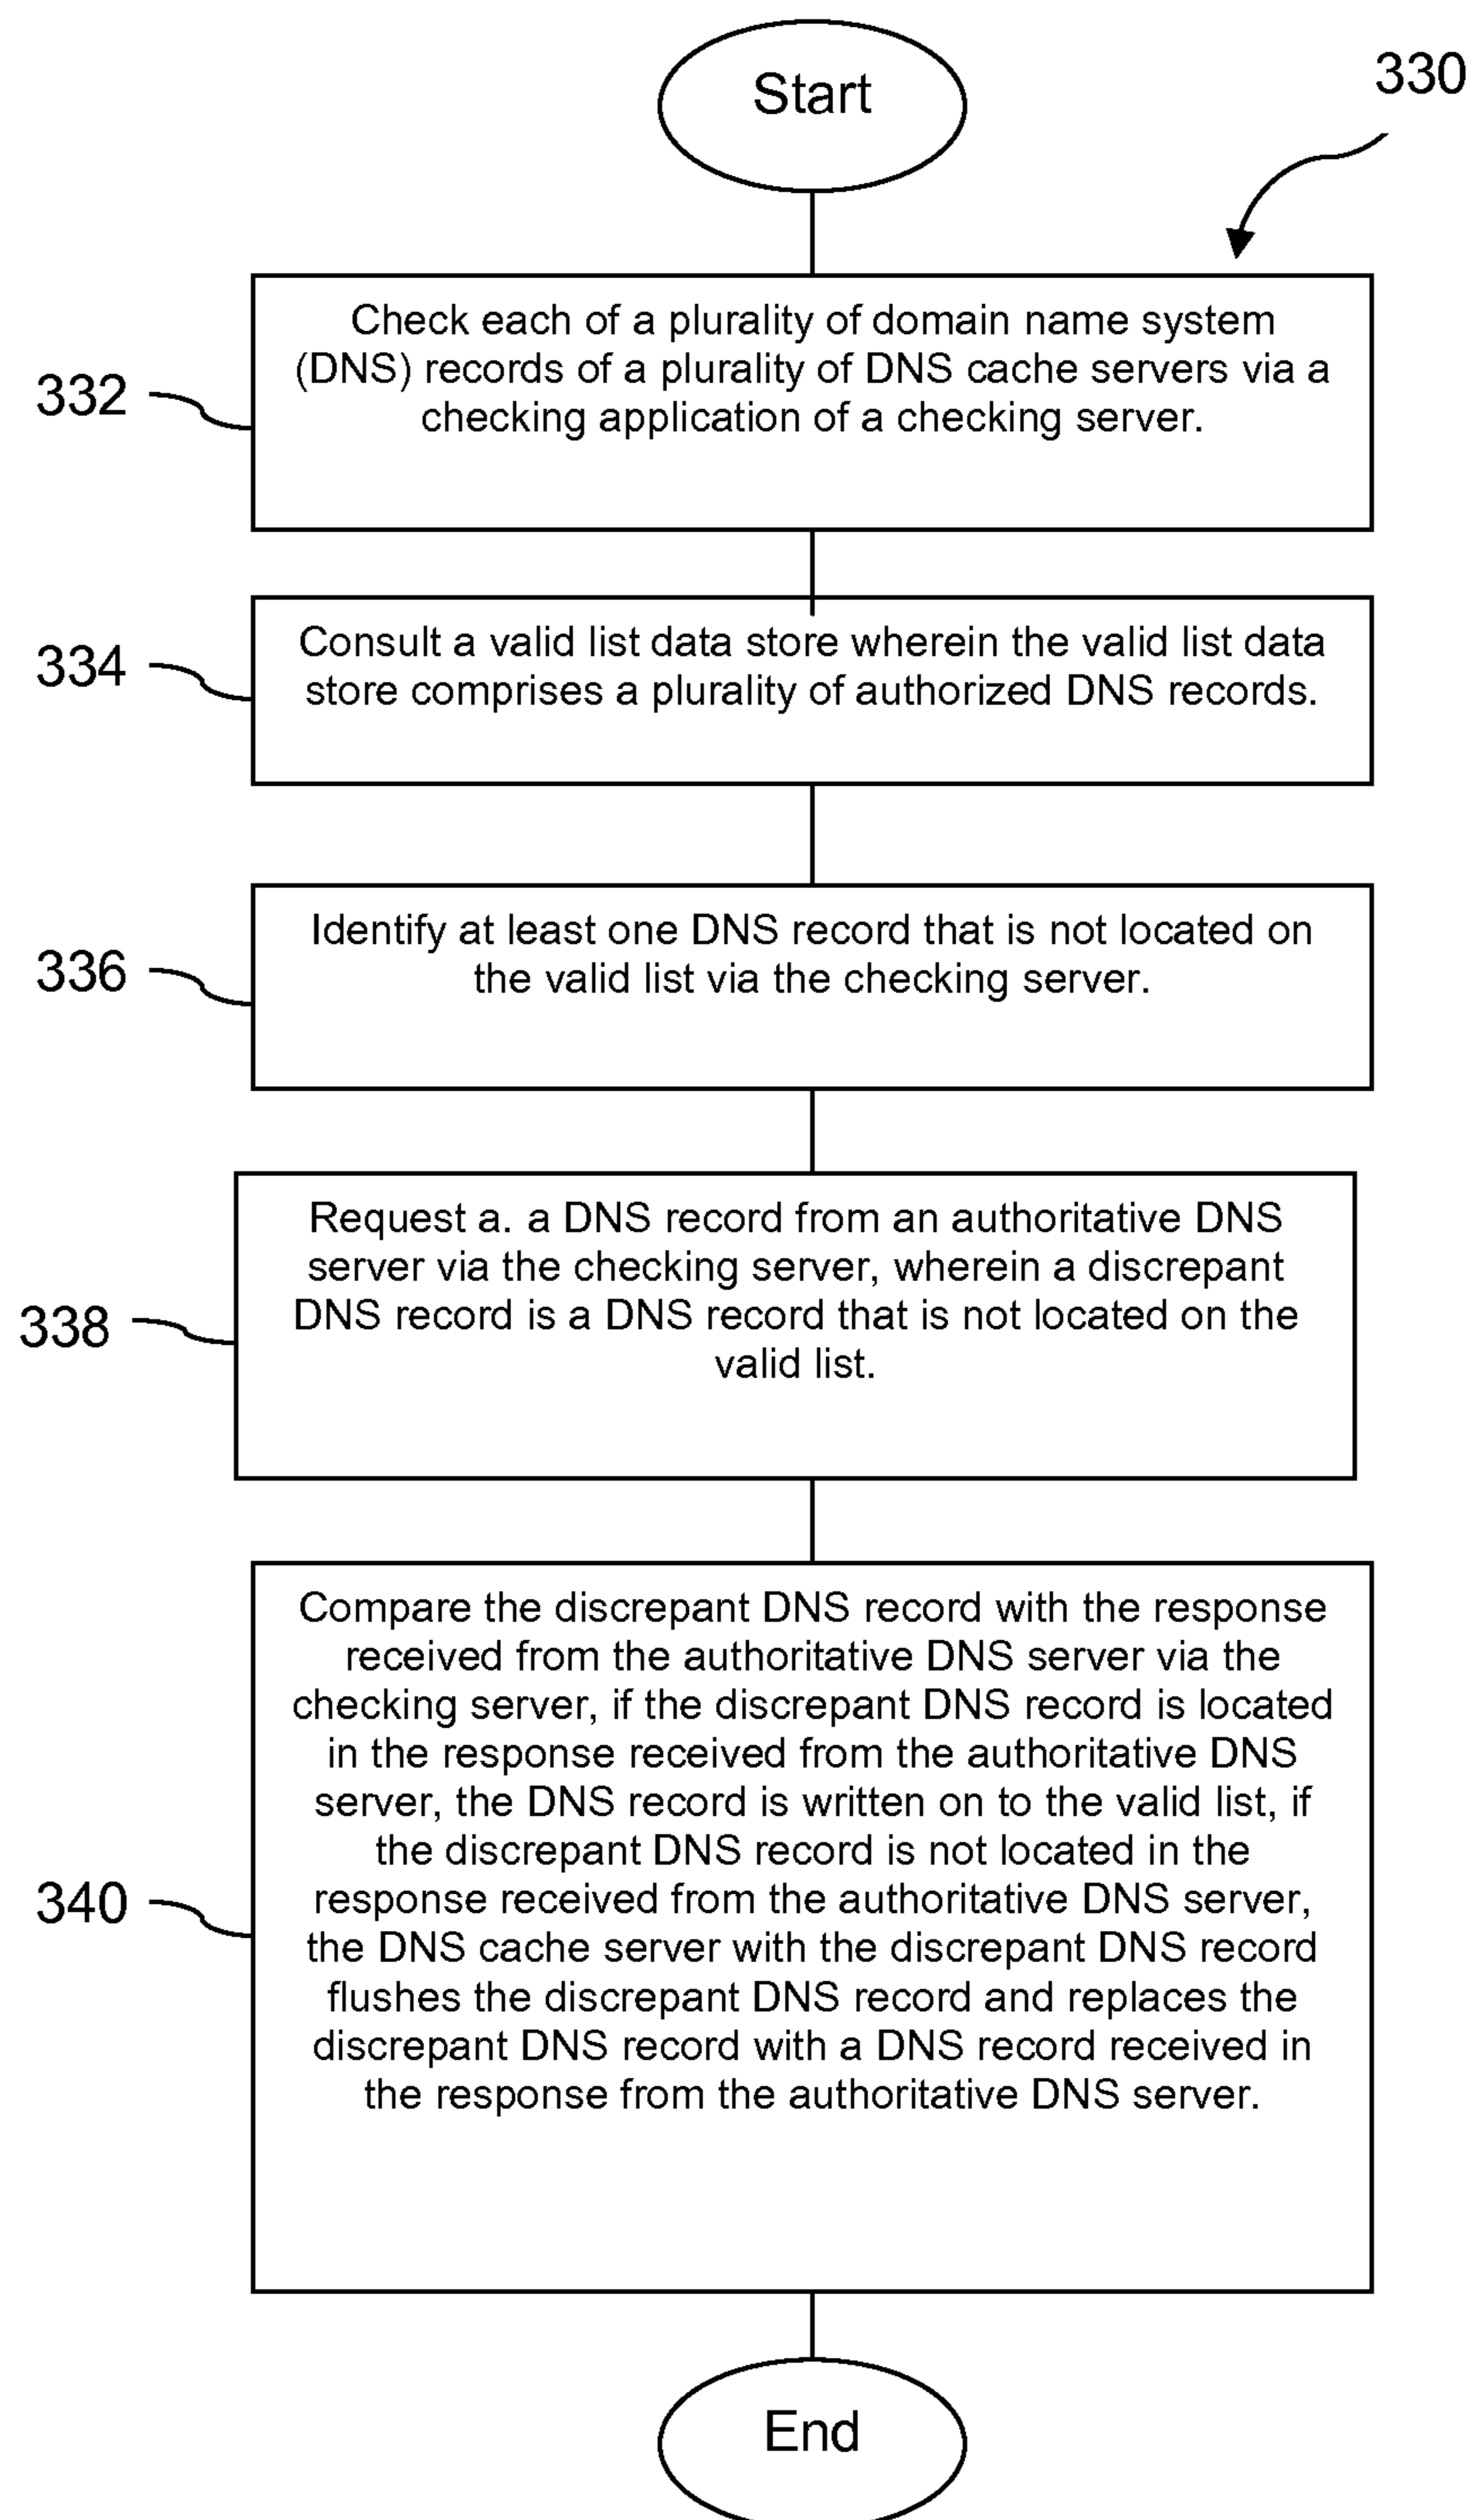 Start
330
Check each of a plurality of domain name system
(DNS) records of a plurality of DNS cache servers via a
checking application of a checking server.
332
Consult a valid list data store wherein the valid list data
store comprises a plurality of authorized DNS records.
334
Identify at least one DNS record that is not located on
the valid list via the checking server.
336
Request a. a DNS record from an authoritative DNS
server via the checking server, wherein a discrepant
DNS record is a DNS record that is not located on the
valid list.
338
Compare the discrepant DNS record with the response
received from the authoritative DNS server via the
checking server, if the discrepant DNS record is located
in the response received from the authoritative DNS
server, the DNS record is written on to the valid list, if
the discrepant DNS record is not located in the
response received from the authoritative DNS server,
the DNS cache server with the discrepant DNS record
flushes the discrepant DNS record and replaces the
discrepant DNS record with a DNS record received in
the response from the authoritative DNS server.
340
End